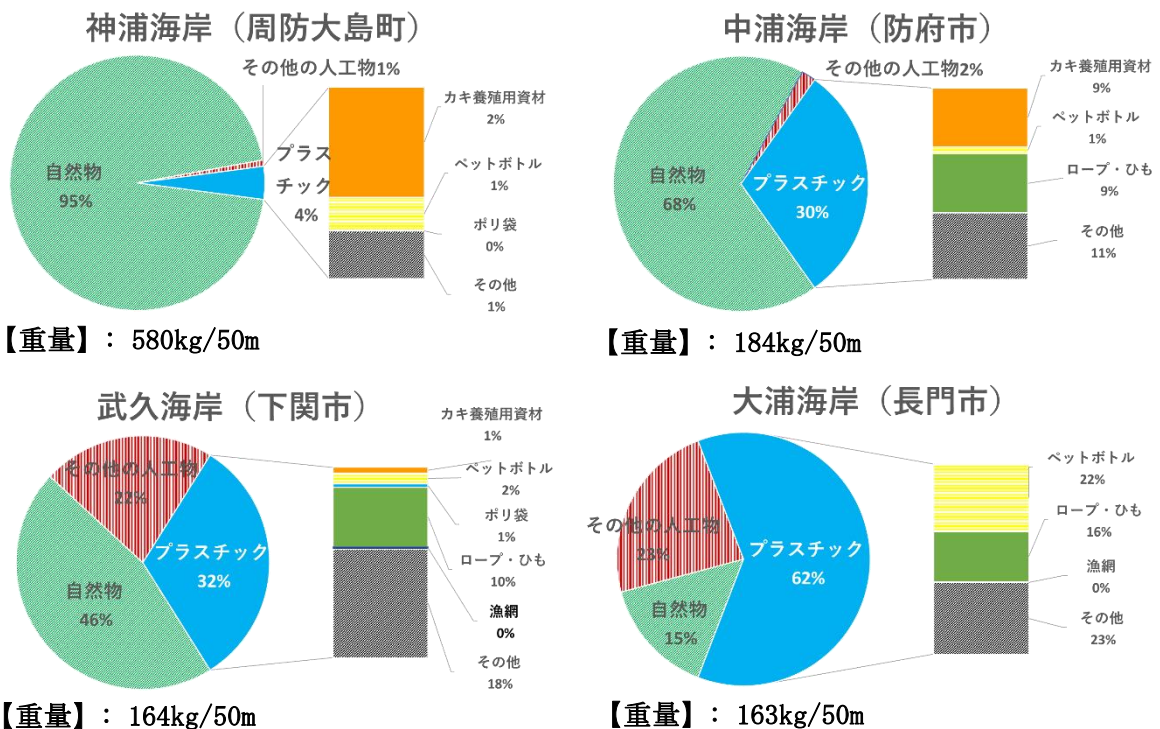 神浦海岸（周防大島町）
その他の人工物1%
自然物
95%
プラス
チック
4%
カキ養殖用資材
2%
ペットボトル
1%
ポリ袋
0%
その他
1%
【重量】：580kg/50m
中浦海岸（防府市）
その他の人工物2%
自然物
68%
プラスチック
30%
カキ養殖用資材
9%
ペットボトル
1%
ロープ・ひも
9%
その他
11%
【重量】：184kg/50m
武久海岸（下関市）
その他の人工物
22%
自然物
46%
プラスチック
32%
カキ養殖用資材
1%
ペットボトル
2%
ポリ袋
1%
ロープ・ひも
10%
漁網
0%
その他
18%
【重量】：164kg/50m
大浦海岸（長門市）
その他の人工物
23%
自然物
15%
プラスチック
62%
ペットボトル
22%
ロープ・ひも
16%
漁網
0%
その他
23%
【重量】：163kg/50m